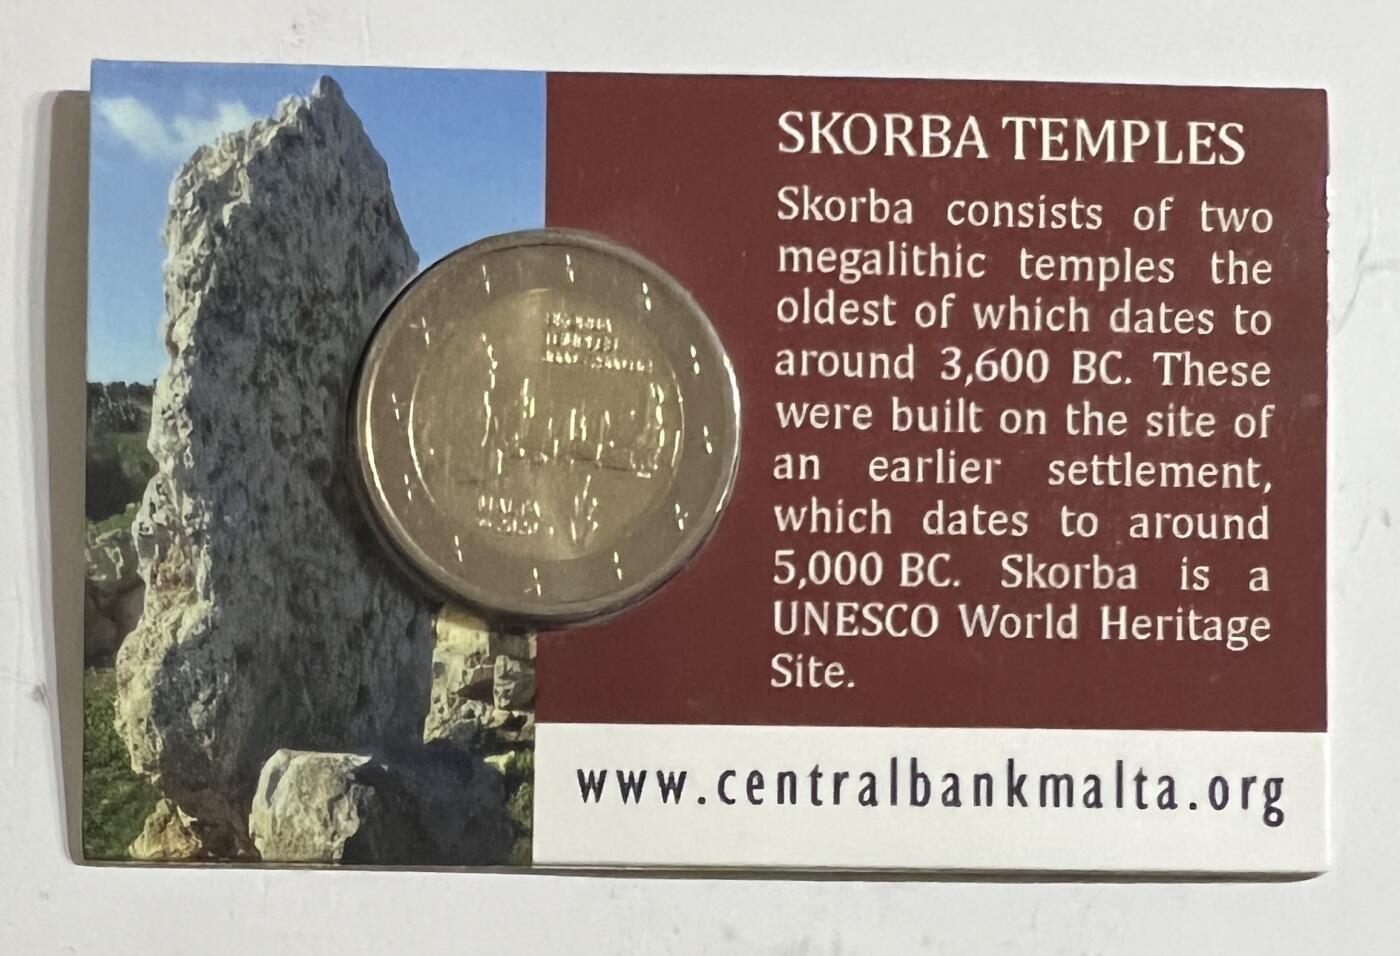 SKORBA TEMPLES
Skorba consists of two
megalithic temples the
oldest of which dates to
around 3,600 BC. These
were built on the site of
an earlier settlement,
which dates to around
5,000 BC. Skorba is a
UNESCO World Heritage
Site.
MALTA
www.centralbankmalta.org